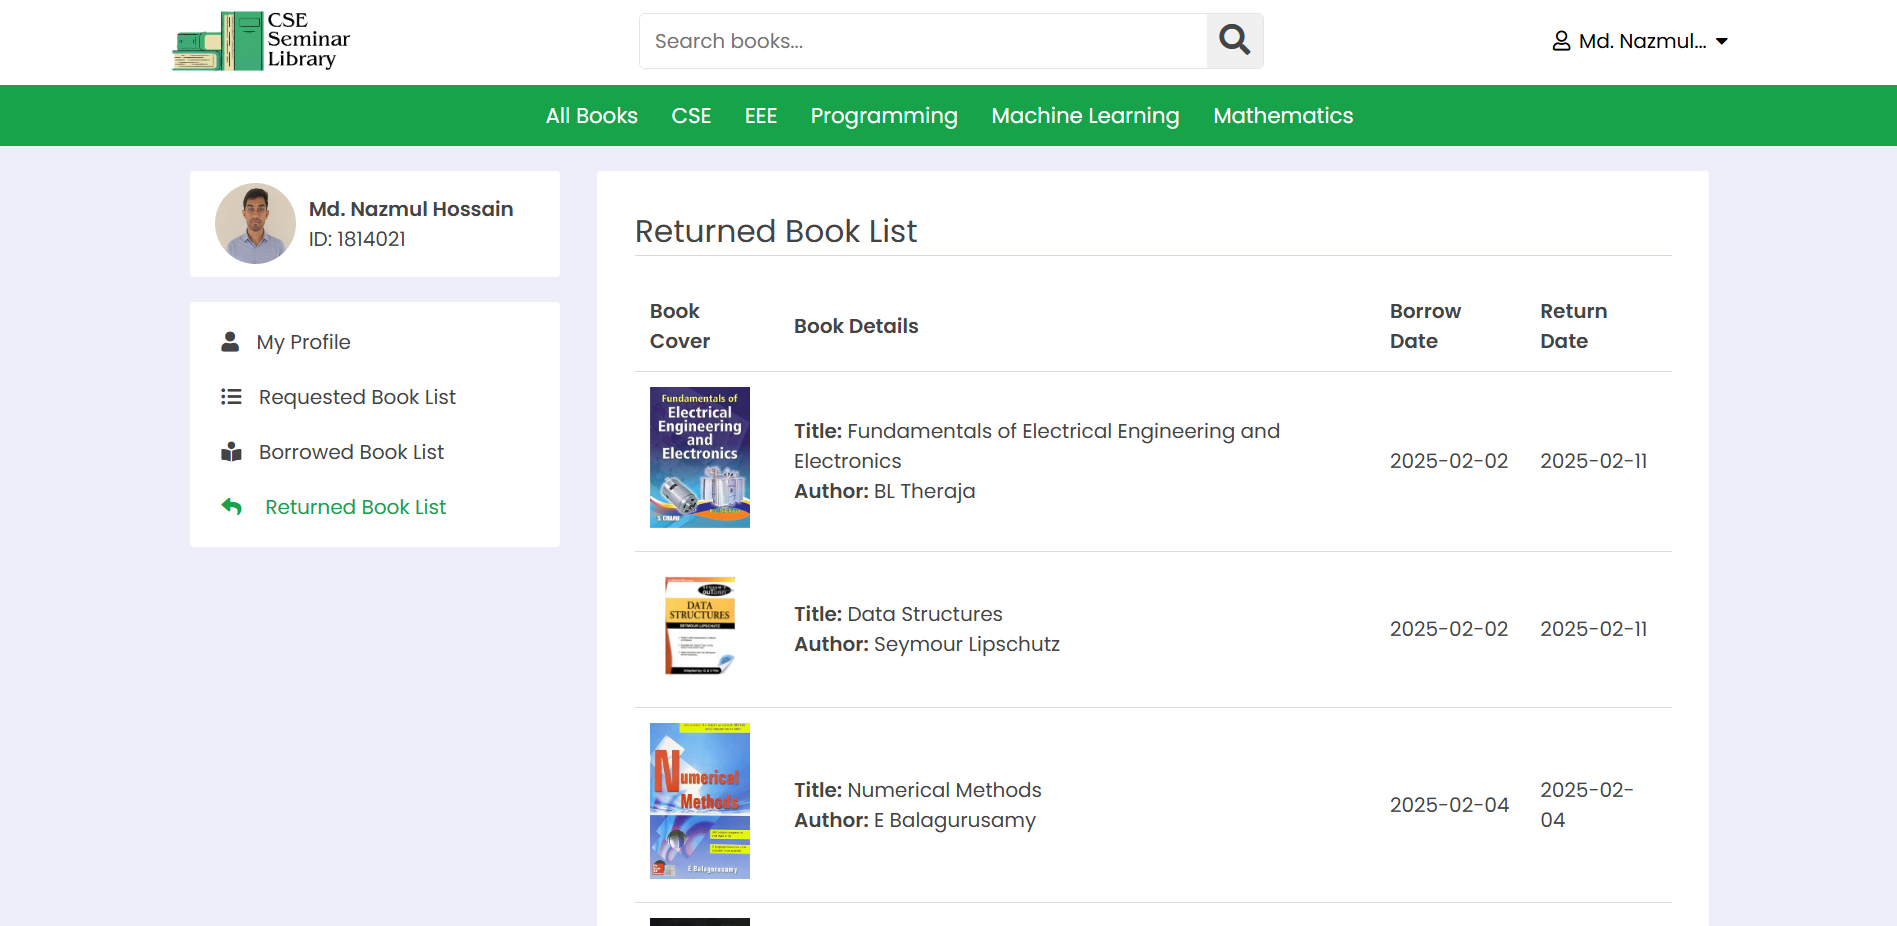 CSE
Seminar
Library
Search books...
Md. Nazmul...
All Books CSE EEE Programming Machine Learning Mathematics
Md. Nazmul Hossain
ID: 1814021
My Profile
Requested Book List
Borrowed Book List
Returned Book List
Returned Book List
Book Cover
Book Details
Borrow Date
Return Date
Fundamentals of
Electrical
Engineering
and
Electronics
S. CHAND
Title: Fundamentals of Electrical Engineering and
Electronics
Author: BL Theraja
2025-02-02
2025-02-11
DATA
STRUCTURES
SEYMOUR LIPSCHUTZ
Title: Data Structures
Author: Seymour Lipschutz
2025-02-02
2025-02-11
Numerical
Methods
E Balagurusamy
Title: Numerical Methods
Author: E Balagurusamy
2025-02-04
2025-02-
04